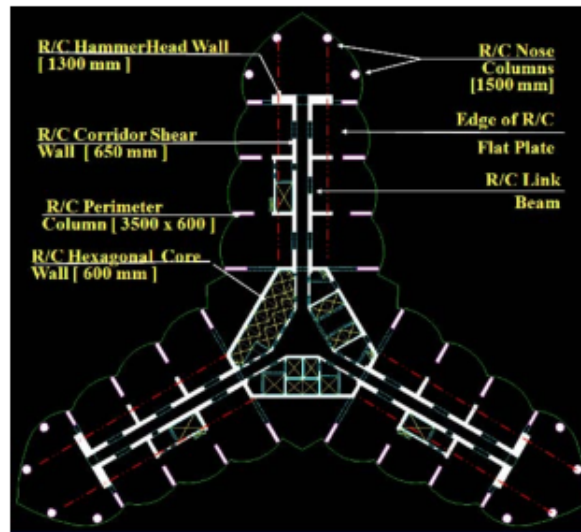 R/C HammerHead Wall
[ 1300 mm ]
R/C Corridor Shear
Wall [ 650 mm ]
R/C Perimeter
Column [ 3500 x 600 ]
R/C Hexagonal Core
Wall [ 600 mm ]
R/C Nose
Columns
[1500 mm]
Edge of R/C
Flat Plate
R/C Link
Beam